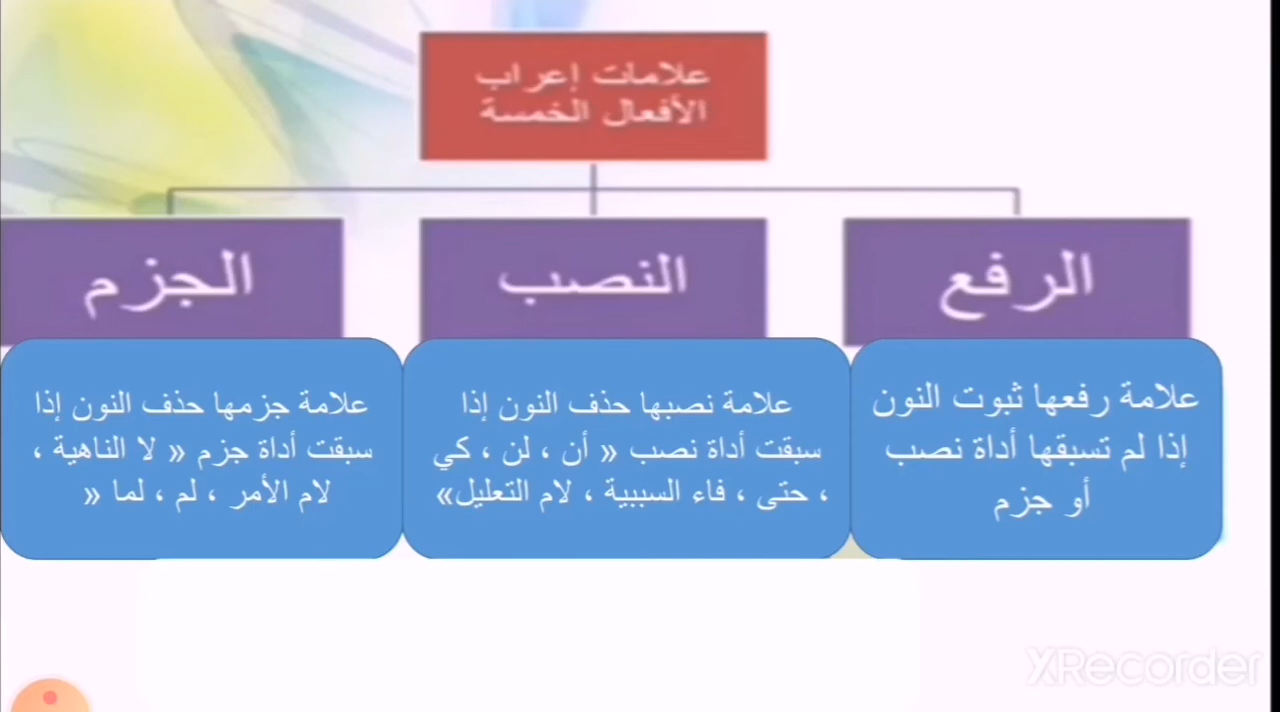 علامات إعراب
الأفعال الخمسة
الرفع
النصب
الجزم
علامة رفعها ثبوت النون
إذا لم تسبقها أداة نصب
أو جزم
علامة نصبها حذف النون إذا
سبقت أداة نصب « أن ، لن ، كي
، حتى ، فاء السببية ، لام التعليل»
علامة جزمها حذف النون إذا
سبقت أداة جزم « لا الناهية ،
لام الأمر ، لم ، لما «
XRecorder